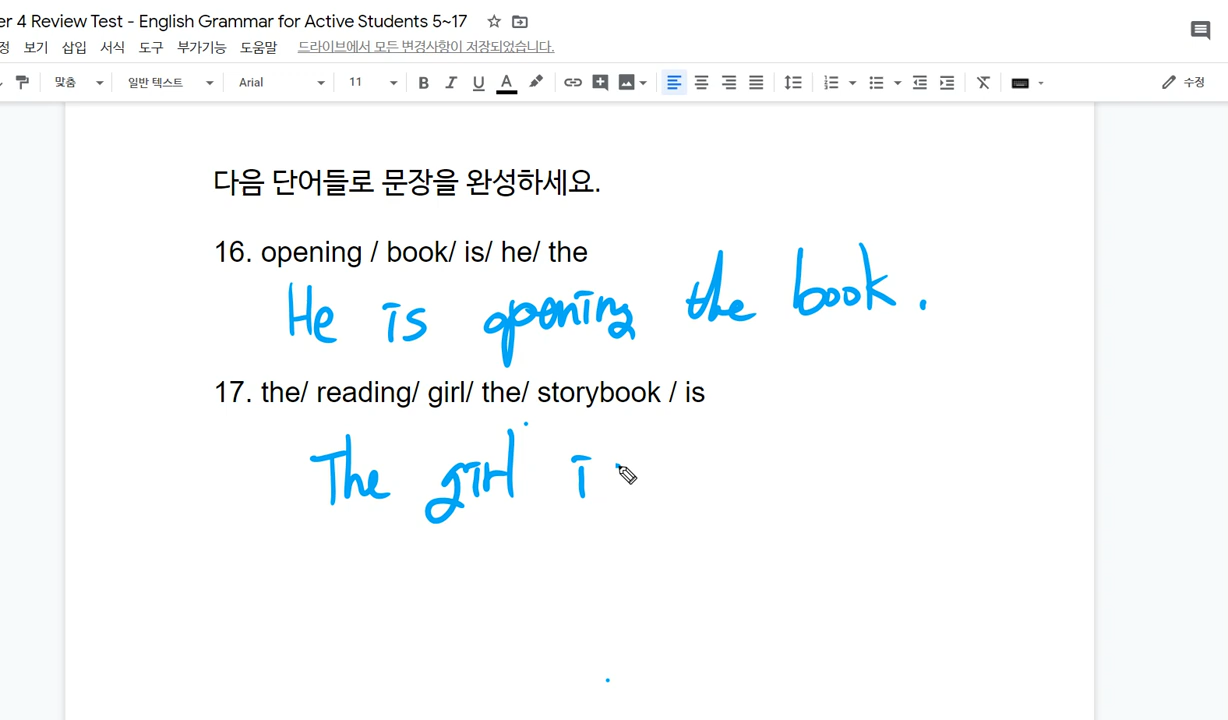 er 4 Review Test - English Grammar for Active Students 5~17
정 보기 삽입 서식 도구 부가기능 도움말 드라이브에서 모든 변경사항이 저장되었습니다.
맞춤 일반 텍스트 Arial 11 B I U A 수정
다음 단어들로 문장을 완성하세요.
16. opening / book/ is/ he/ the
He is opening the book.
17. the/ reading/ girl/ the/ storybook / is
The girl i